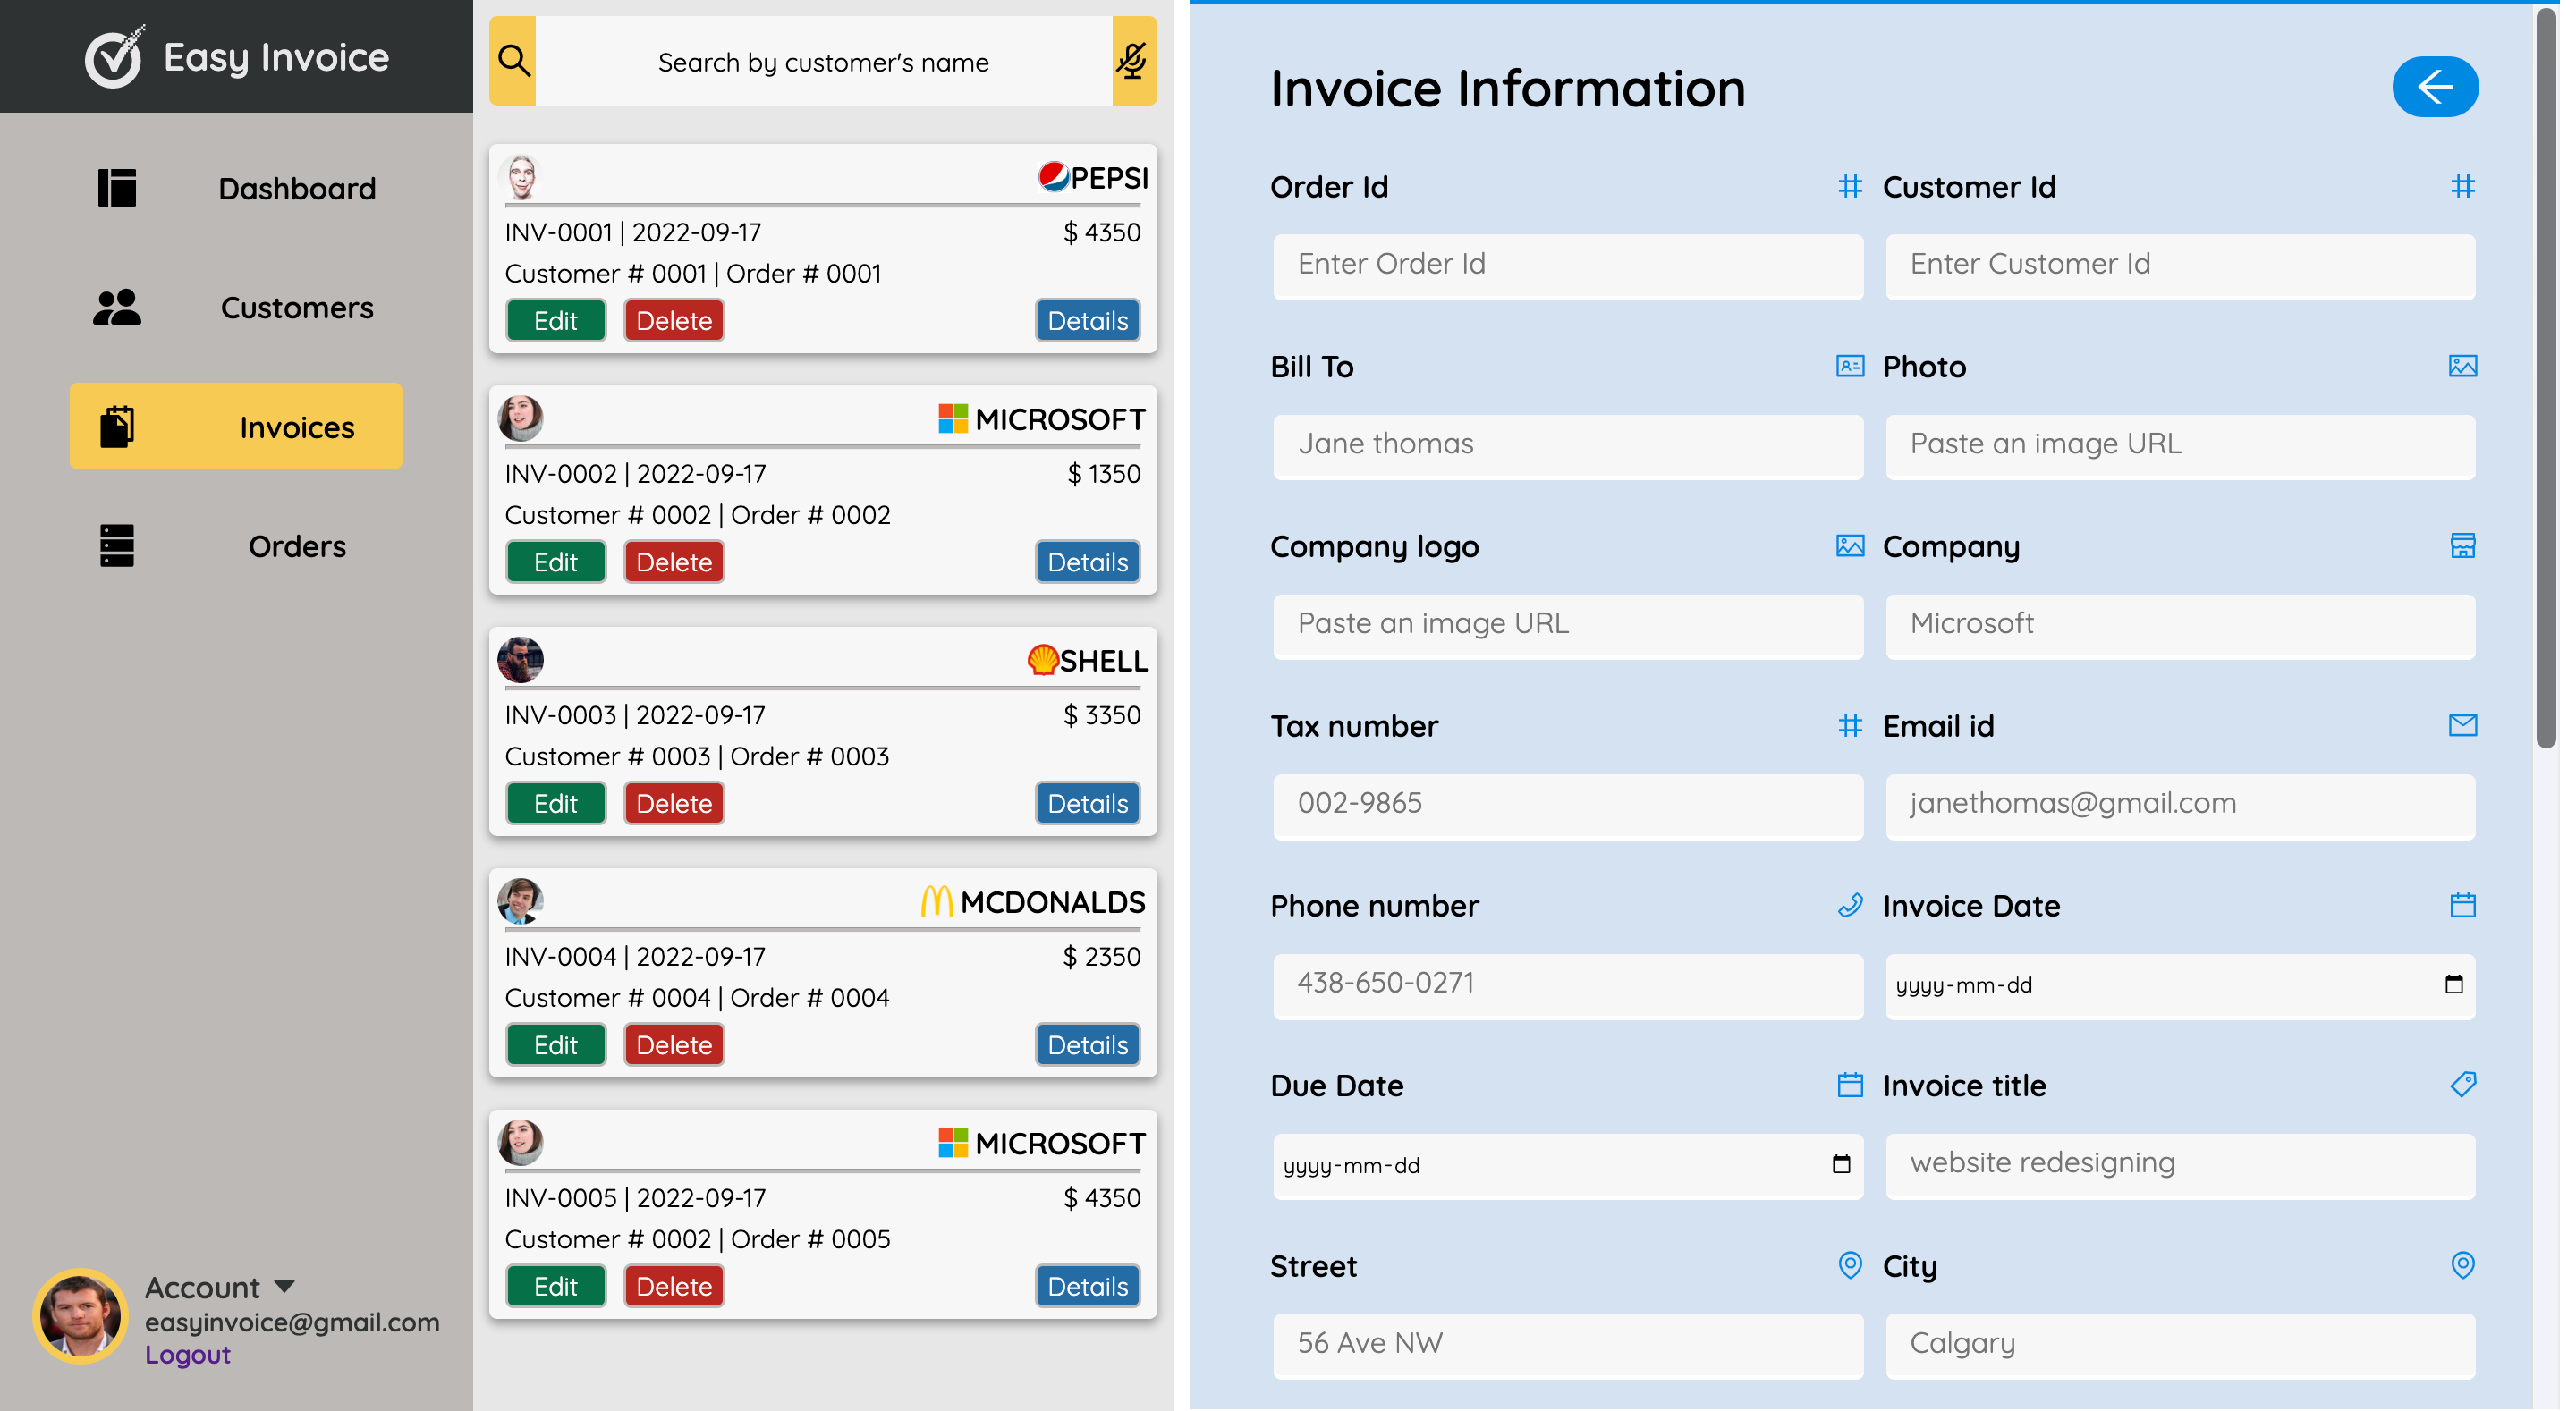 Easy Invoice
Dashboard
Customers
Invoices
Orders
Account
easyinvoice@gmail.com
Logout
Search by customer's name
PEPSI
INV-0001 | 2022-09-17 $ 4350
Customer # 0001 | Order # 0001
Edit Delete Details
MICROSOFT
INV-0002 | 2022-09-17 $ 1350
Customer # 0002 | Order # 0002
Edit Delete Details
SHELL
INV-0003 | 2022-09-17 $ 3350
Customer # 0003 | Order # 0003
Edit Delete Details
MCDONALDS
INV-0004 | 2022-09-17 $ 2350
Customer # 0004 | Order # 0004
Edit Delete Details
MICROSOFT
INV-0005 | 2022-09-17 $ 4350
Customer # 0002 | Order # 0005
Edit Delete Details
Invoice Information
Order Id Customer Id
Enter Order Id Enter Customer Id
Bill To Photo
Jane thomas Paste an image URL
Company logo Company
Paste an image URL Microsoft
Tax number Email id
002-9865 janethomas@gmail.com
Phone number Invoice Date
438-650-0271 yyyy-mm-dd
Due Date Invoice title
yyyy-mm-dd website redesigning
Street City
56 Ave NW Calgary